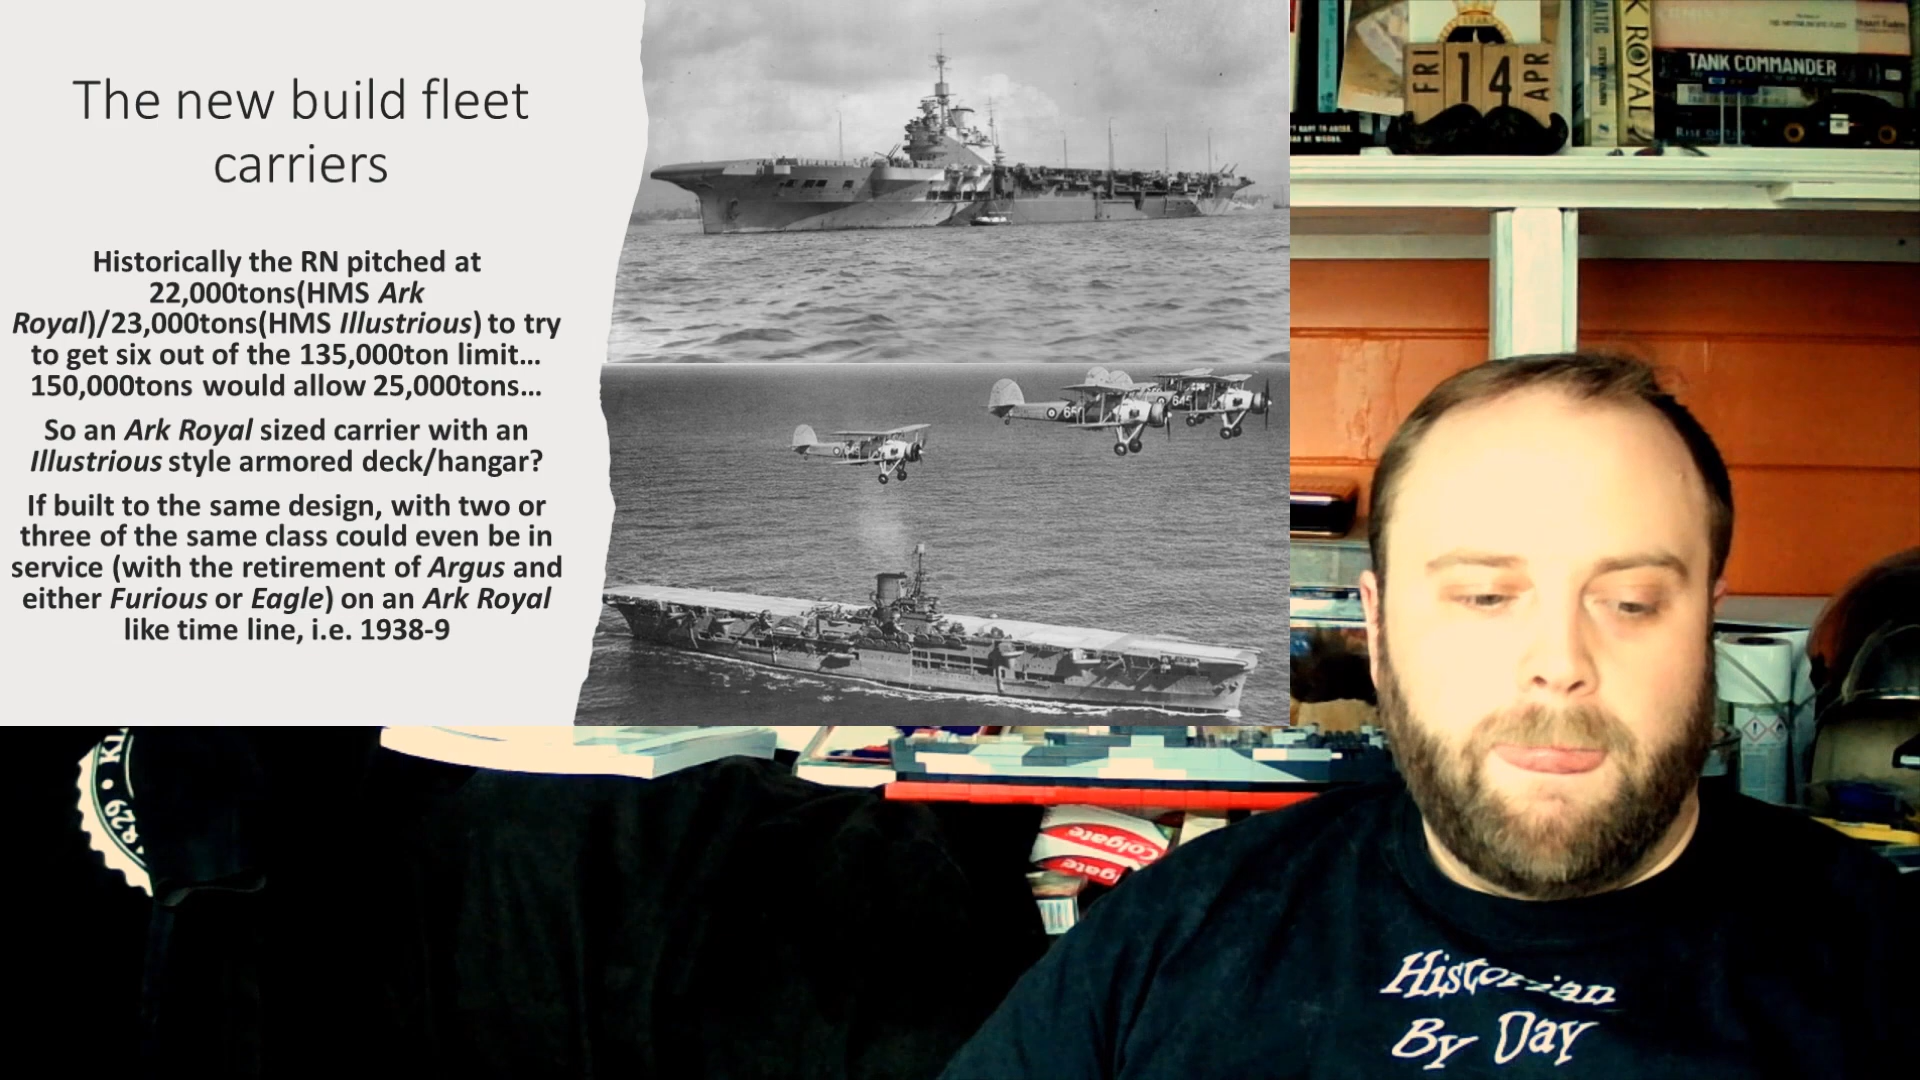 The new build fleet
carriers
Historically the RN pitched at
22,000tons(HMS Ark
Royal)/23,000tons(HMS Illustrious) to try
to get six out of the 135,000ton limit...
150,000tons would allow 25,000tons...
So an Ark Royal sized carrier with an
Illustrious style armored deck/hangar?
If built to the same design, with two or
three of the same class could even be in
service (with the retirement of Argus and
either Furious or Eagle) on an Ark Royal
like time line, i.e. 1938-9
650
645
FRI
14
APR
ROYAL
TANK COMMANDER
Colgate
Historian
By Day